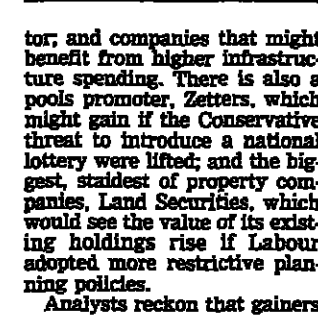 tor; and companies that might
benefit from higher infrastruc-
ture spending. There is also a
pools promoter, Zetters, which
might gain if the Conservative
threat to introduce a national
lottery were lifted; and the big-
gest, staidest of property com-
panies, Land Securities, which
would see the value of its exist-
ing holdings rise if Labour
adopted more restrictive plan-
ning policies.
Analysts reckon that gainers